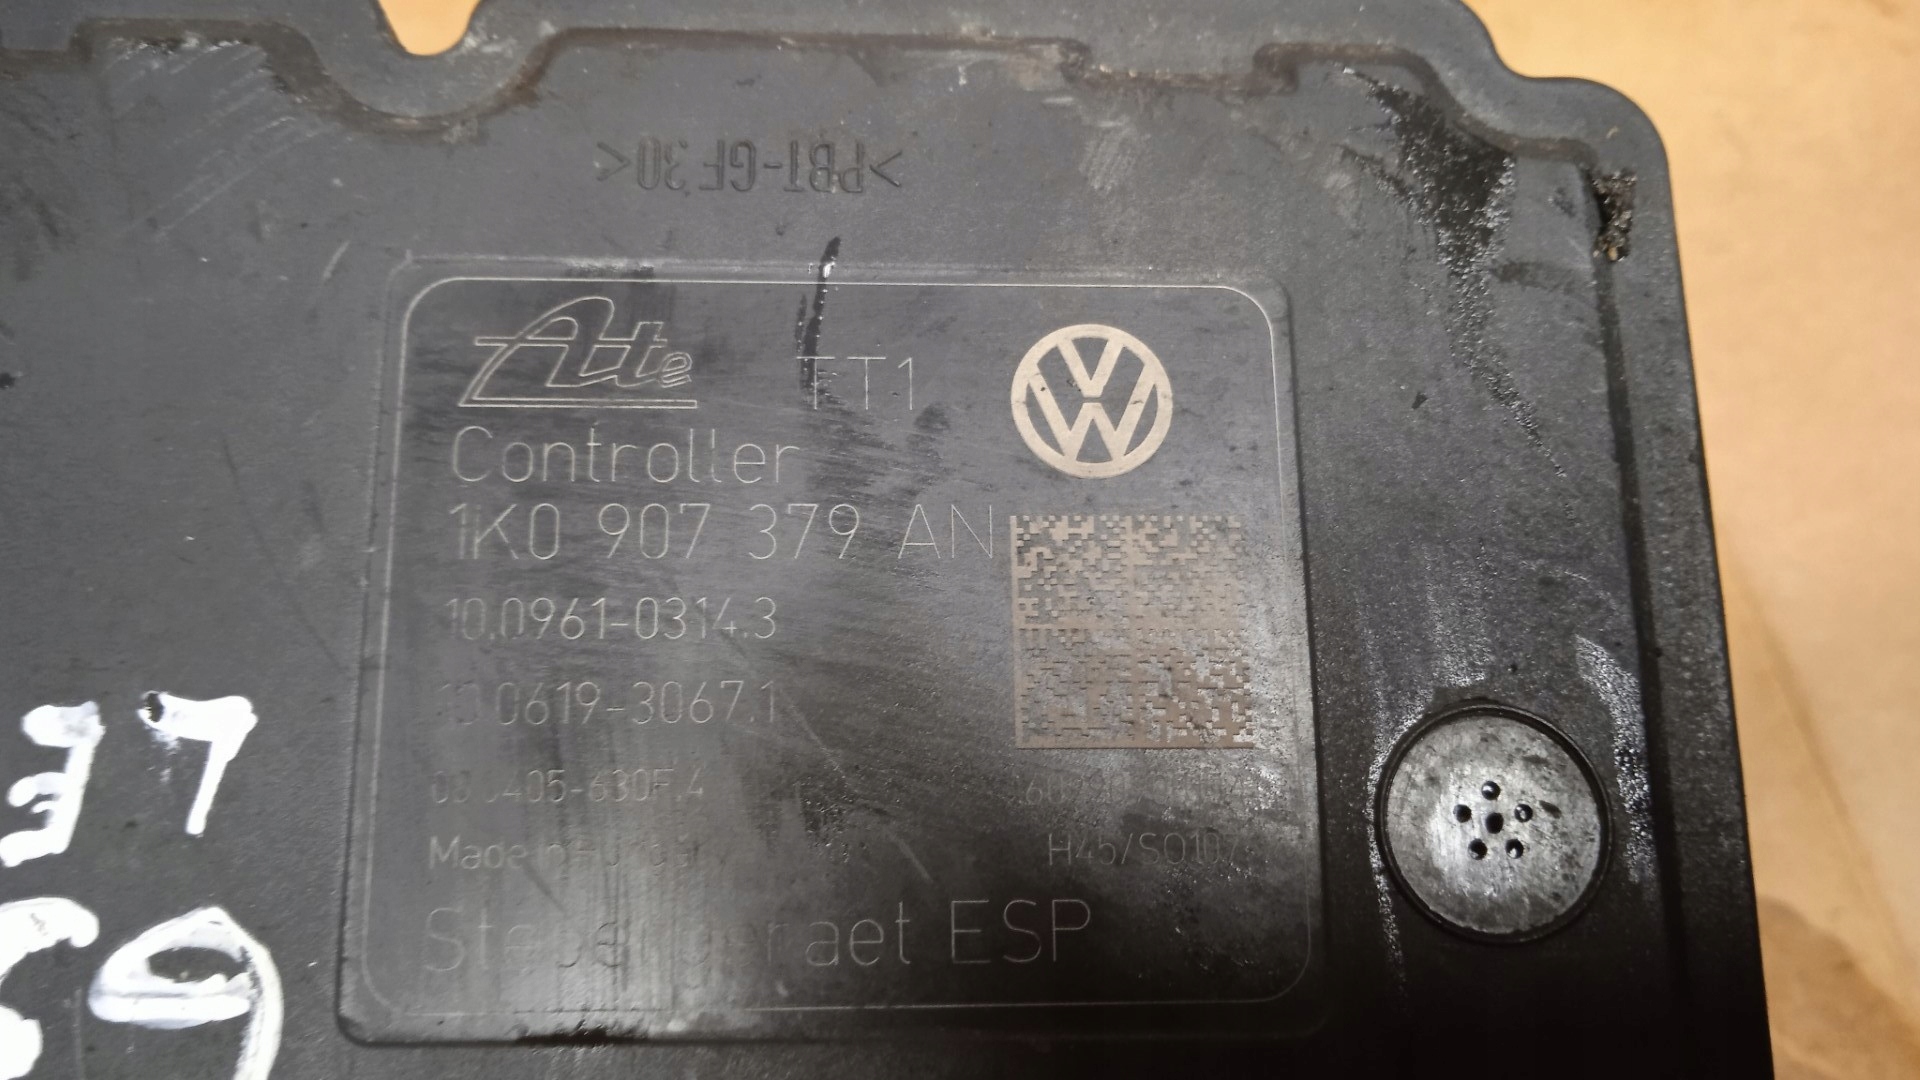 >PBT-GF30<
Ate TT1
Controller
1K0 907 379 AN
10.0961-0314.3
10.0619-3067.1
H45/S0107
Steuergeraet ESP